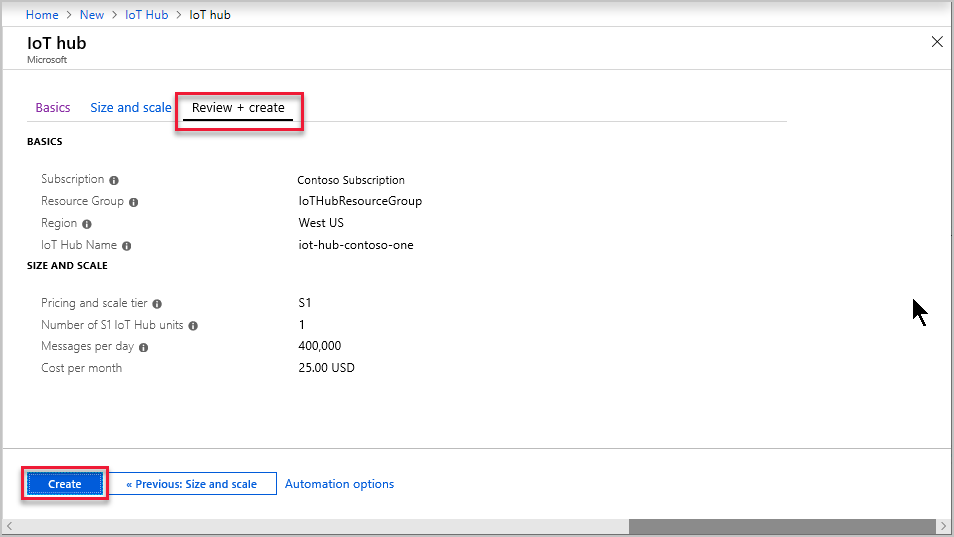 Home > New > IoT Hub > IoT hub
IoT hub
Microsoft
Basics Size and scale Review + create
BASICS
Subscription Contoso Subscription
Resource Group IoTHubResourceGroup
Region West US
IoT Hub Name iot-hub-contoso-one
SIZE AND SCALE
Pricing and scale tier S1
Number of S1 IoT Hub units 1
Messages per day 400,000
Cost per month 25.00 USD
Create « Previous: Size and scale Automation options